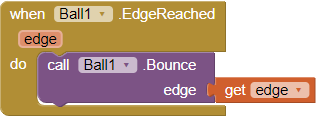 when Ball1 .EdgeReached
edge
do call Ball1 .Bounce
edge get edge